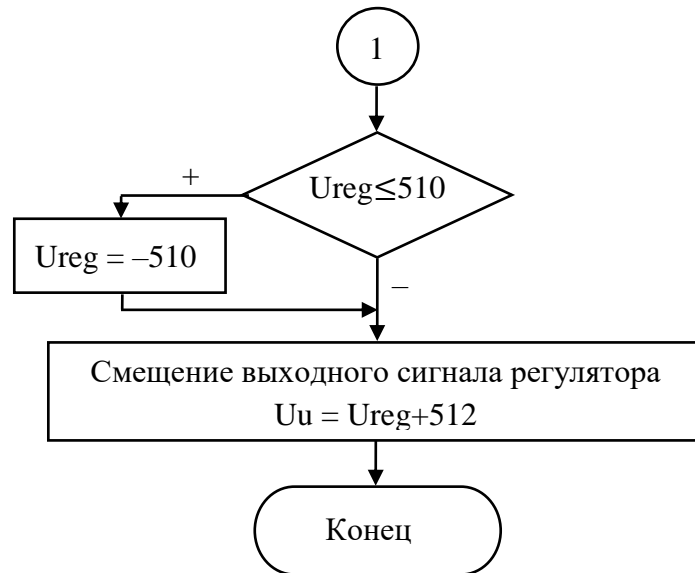 1
Ureg≤510
+
Ureg = –510
–
Смещение выходного сигнала регулятора
Uu = Ureg+512
Конец